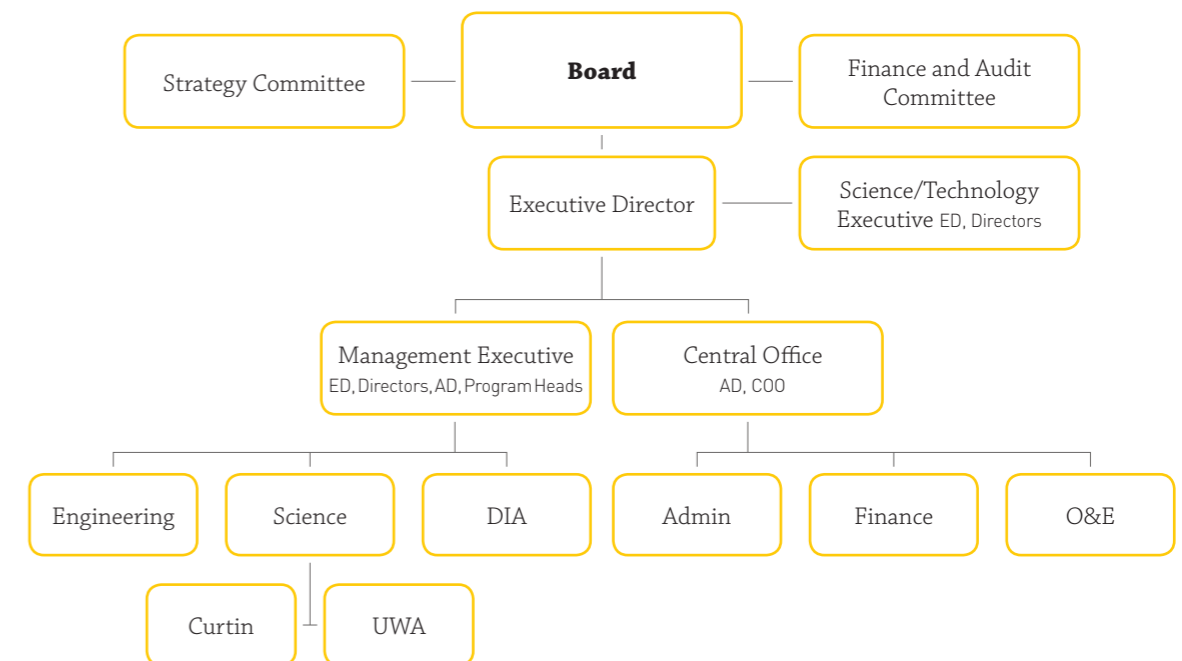 Strategy Committee
Board
Finance and Audit
Committee
Executive Director
Science/Technology
Executive ED, Directors
Management Executive
ED, Directors, AD, Program Heads
Central Office
AD, COO
Engineering
Science
DIA
Admin
Finance
O&E
Curtin
UWA